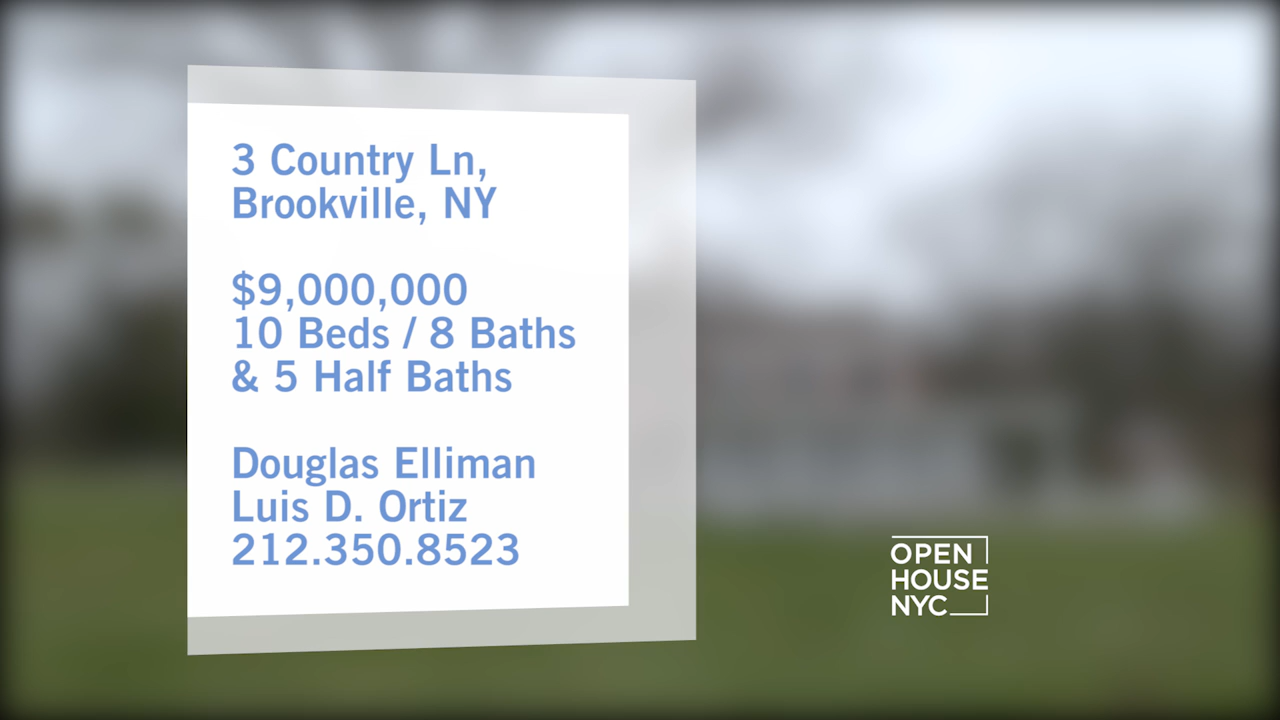 3 Country Ln,
Brookville, NY
$9,000,000
10 Beds / 8 Baths
& 5 Half Baths
Douglas Elliman
Luis D. Ortiz
212.350.8523
OPEN
HOUSE
NYC